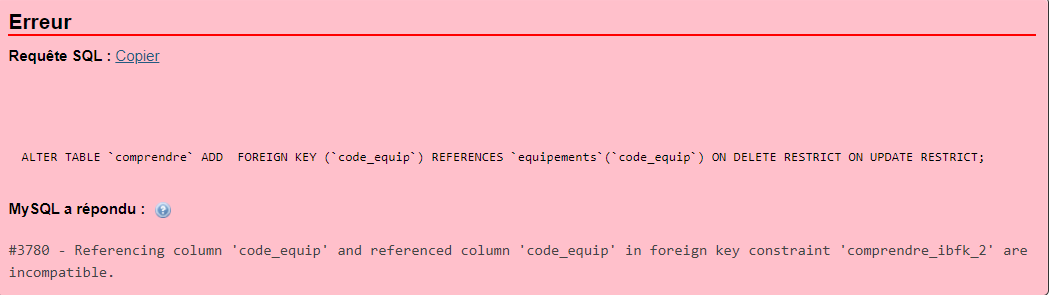 Erreur
Requête SQL : Copier
ALTER TABLE `comprendre` ADD  FOREIGN KEY (`code_equip`) REFERENCES `equipements`(`code_equip`) ON DELETE RESTRICT ON UPDATE RESTRICT;
MySQL a répondu :
#3780 - Referencing column 'code_equip' and referenced column 'code_equip' in foreign key constraint 'comprendre_ibfk_2' are
incompatible.